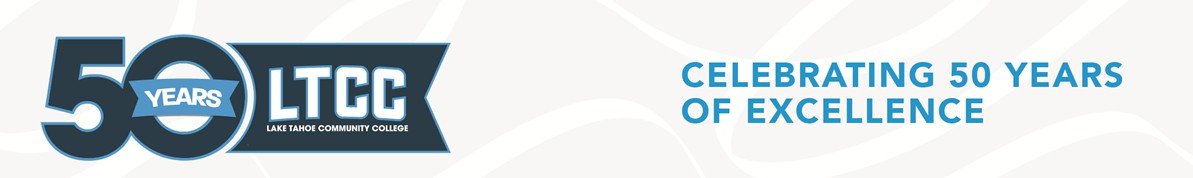 50
YEARS
LTCC
LAKE TAHOE COMMUNITY COLLEGE
CELEBRATING 50 YEARS
OF EXCELLENCE